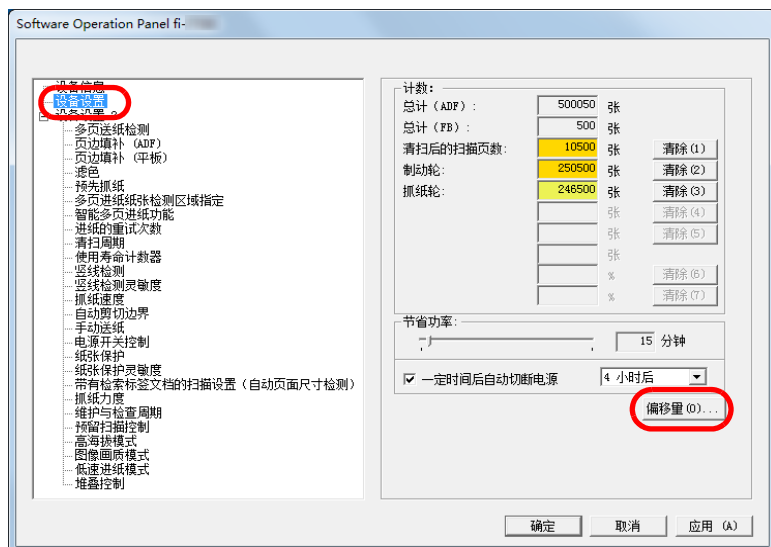 Software Operation Panel fi-
设备信息
设备设置
设备设置 2
多页送纸检测
页边填补 (ADF)
页边填补 (平板)
滤色
预先抓纸
多页进纸纸张检测区域指定
智能多页进纸功能
进纸的重试次数
清扫周期
使用寿命计数器
竖线检测
竖线检测灵敏度
抓纸速度
自动剪切边界
手动送纸
电源开关控制
纸张保护
纸张保护灵敏度
带有检索标签文档的扫描设置(自动页面尺寸检测)
抓纸力度
维护与检查周期
预留扫描控制
高海拔模式
图像画质模式
低速进纸模式
堆叠控制
计数:
总计 (ADF) : 500050 张
总计 (FB) : 500 张
清扫后的扫描页数: 10500 张 清除(1)
制动轮: 250500 张 清除(2)
抓纸轮: 246500 张 清除(3)
张 清除(4)
张 清除(5)
张
% 清除(6)
% 清除(7)
节省功率:
15 分钟
一定时间后自动切断电源 4 小时后
偏移量(O)...
确定 取消 应用 (A)